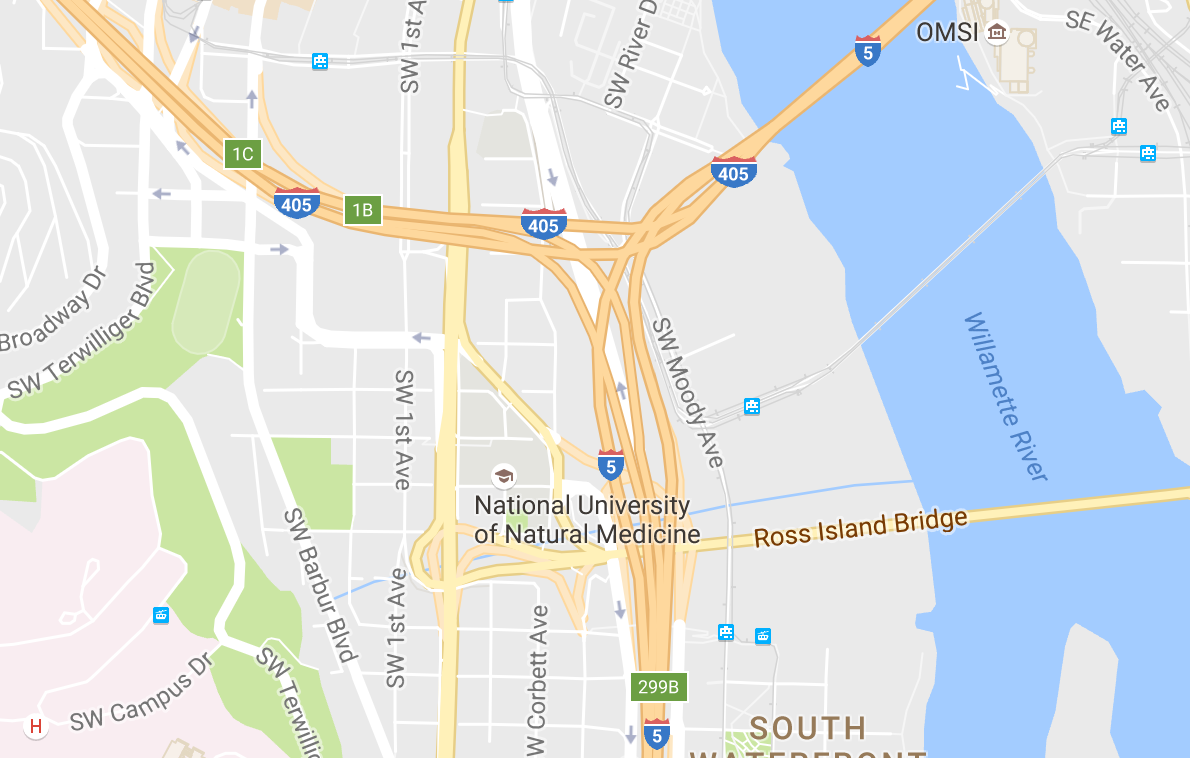 SW 1st A
SW River D
OMSI
5
SE Water Ave
1C
405
1B
405
405
Broadway Dr
SW Terwilliger Blvd
SW Moody Ave
Willamette River
SW 1st Ave
5
National University
of Natural Medicine
Ross Island Bridge
SW Barbur Blvd
SW 1st Ave
W Corbett Ave
SW Campus Dr
SW Terwillig
299B
H
5
SOUTH
WATERFRONT